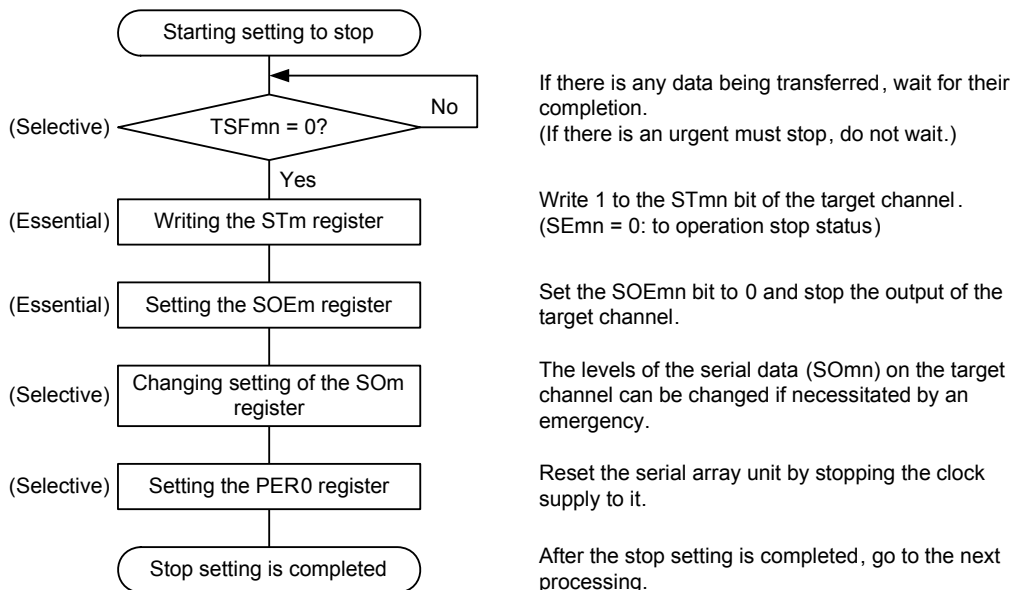 Starting setting to stop
If there is any data being transferred, wait for their
completion.
(If there is an urgent must stop, do not wait.)
(Selective)
TSFmn = 0?
No
Yes
(Essential)
Writing the STm register
Write 1 to the STmn bit of the target channel.
(SEmn = 0: to operation stop status)
(Essential)
Setting the SOEm register
Set the SOEmn bit to 0 and stop the output of the
target channel.
(Selective)
Changing setting of the SOm
register
The levels of the serial data (SOmn) on the target
channel can be changed if necessitated by an
emergency.
(Selective)
Setting the PER0 register
Reset the serial array unit by stopping the clock
supply to it.
Stop setting is completed
After the stop setting is completed, go to the next
processing.